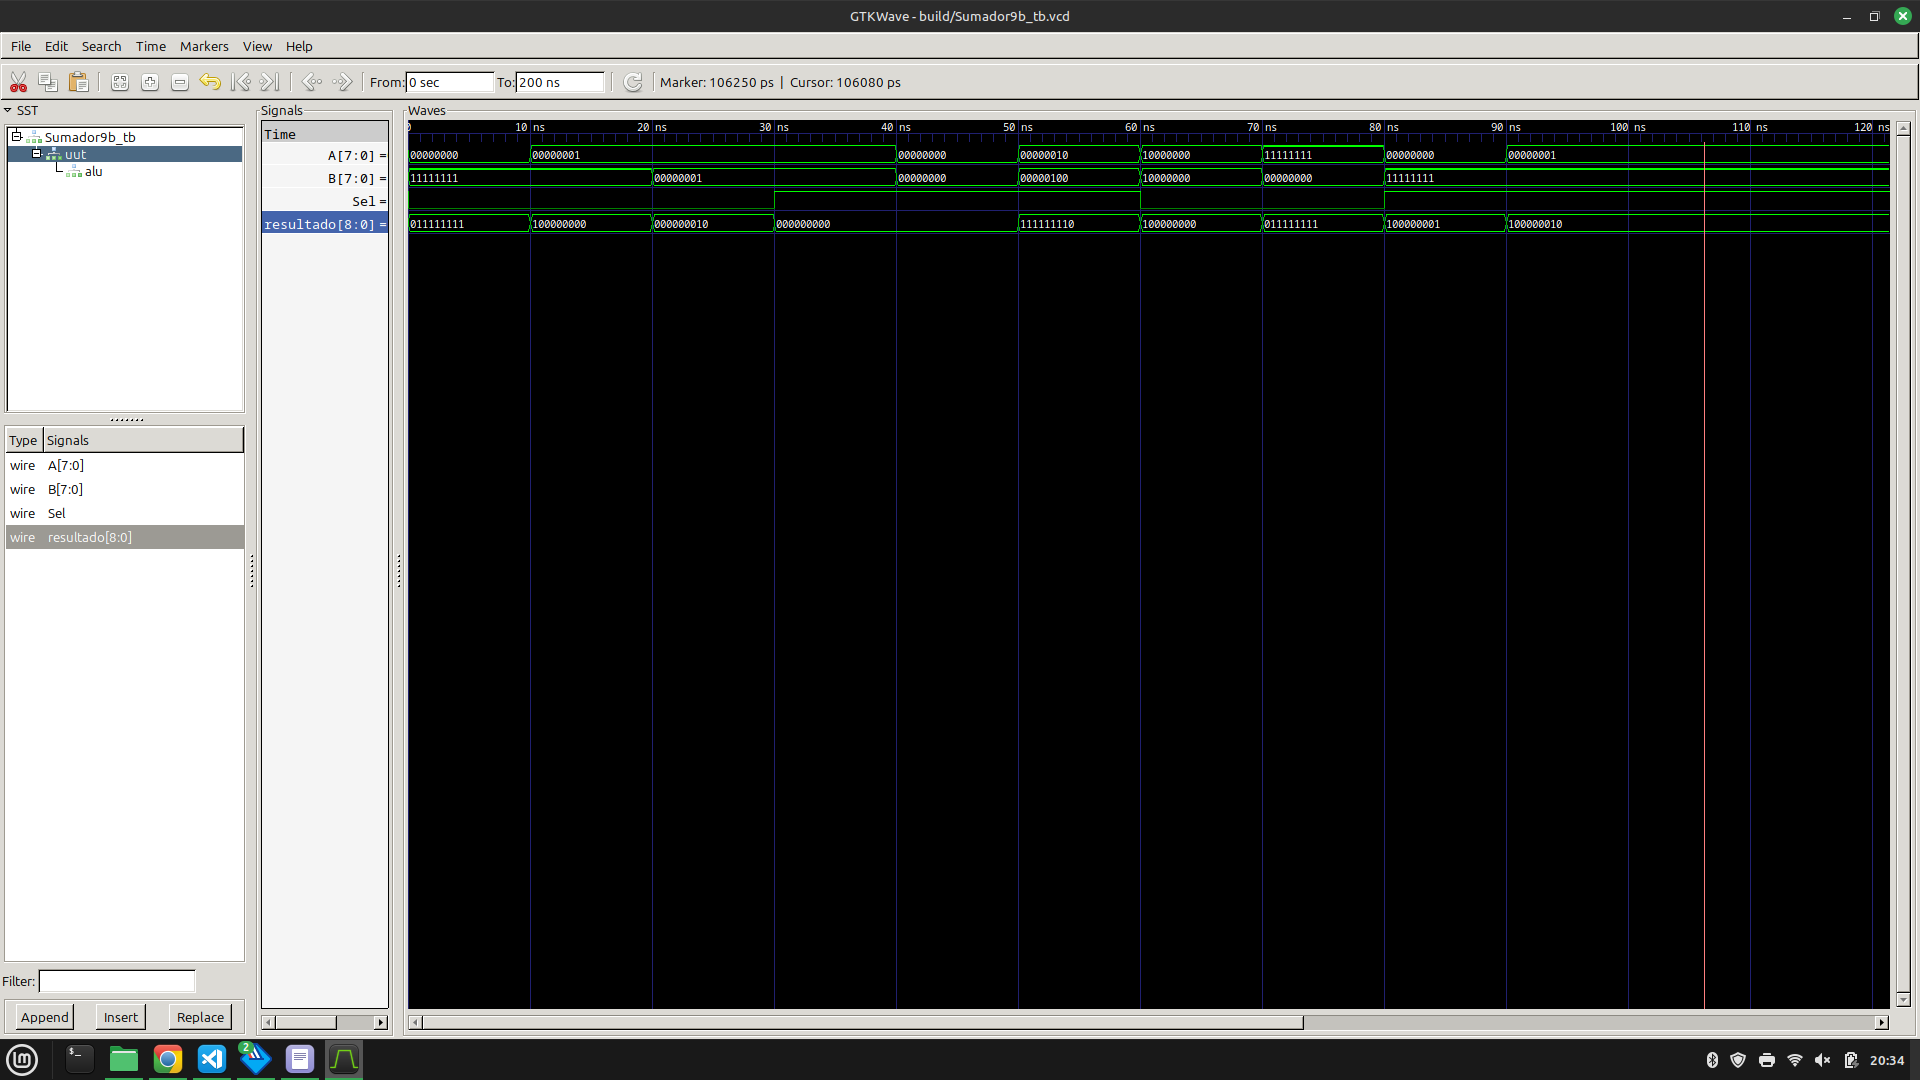 GTKWave - build/Sumador9b_tb.vcd
File Edit Search Time Markers View Help
From: 0 sec To: 200 ns Marker: 106250 ps | Cursor: 106080 ps
SST
Sumador9b_tb
uut
alu
Type Signals
wire A[7:0]
wire B[7:0]
wire Sel
wire resultado[8:0]
Filter:
Append Insert Replace
Signals
Time
A[7:0] =
B[7:0] =
Sel =
resultado[8:0] =
Waves
0 10 ns 20 ns 30 ns 40 ns 50 ns 60 ns 70 ns 80 ns 90 ns 100 ns 110 ns 120 ns
00000000 00000001 00000000 00000010 10000000 11111111 00000000 00000001
11111111 00000001 00000000 00000100 10000000 00000000 11111111
011111111 100000000 000000010 000000000 111111110 100000000 011111111 100000001 100000010
2
20:34